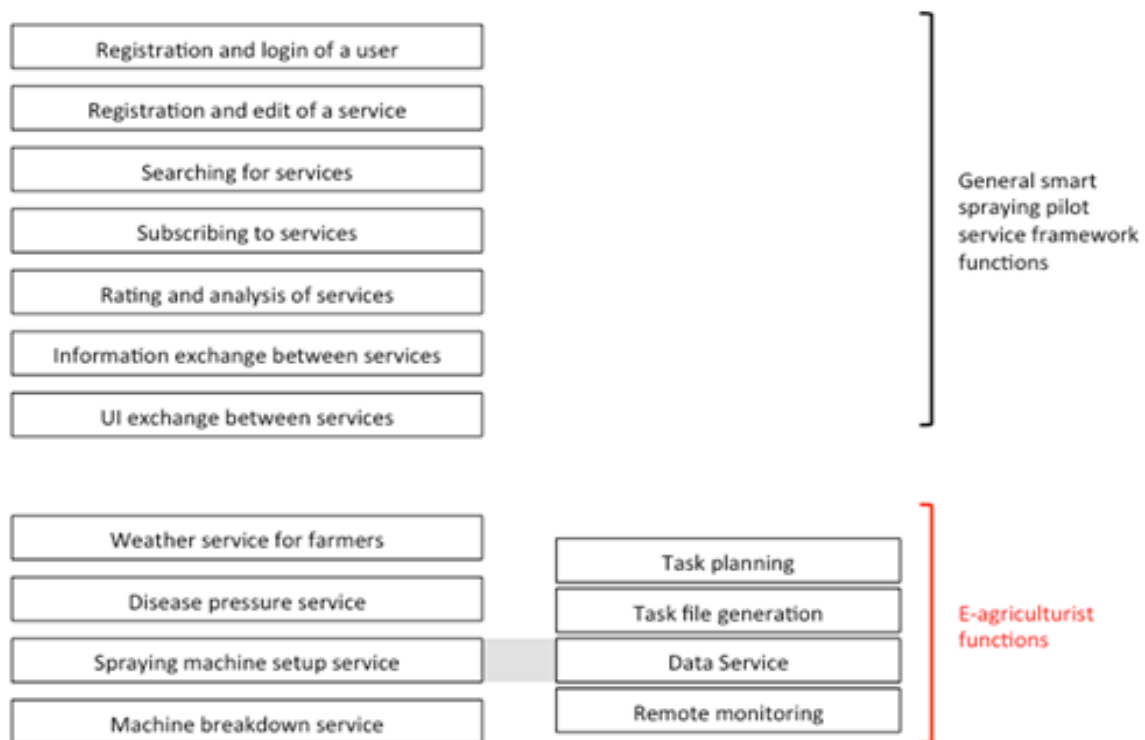 Registration and login of a user
Registration and edit of a service
Searching for services
Subscribing to services
Rating and analysis of services
Information exchange between services
UI exchange between services
General smart
spraying pilot
service framework
functions
Weather service for farmers
Disease pressure service
Spraying machine setup service
Machine breakdown service
Task planning
Task file generation
Data Service
Remote monitoring
E-agriculturist
functions